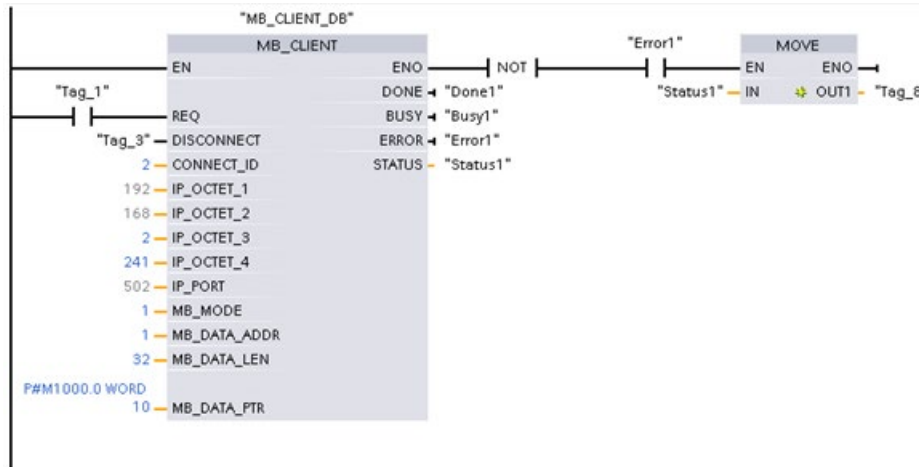 "MB_CLIENT_DB"
MB_CLIENT
EN ENO
NOT
"Error1"
MOVE
EN ENO
"Tag_1"
DONE "Done1"
"Status1" IN OUT1 "Tag_8
REQ BUSY "Busy1"
"Tag_3" DISCONNECT ERROR "Error1"
2 CONNECT_ID STATUS "Status1"
192 IP_OCTET_1
168 IP_OCTET_2
2 IP_OCTET_3
241 IP_OCTET_4
502 IP_PORT
1 MB_MODE
1 MB_DATA_ADDR
32 MB_DATA_LEN
P#M1000.0 WORD
10 MB_DATA_PTR